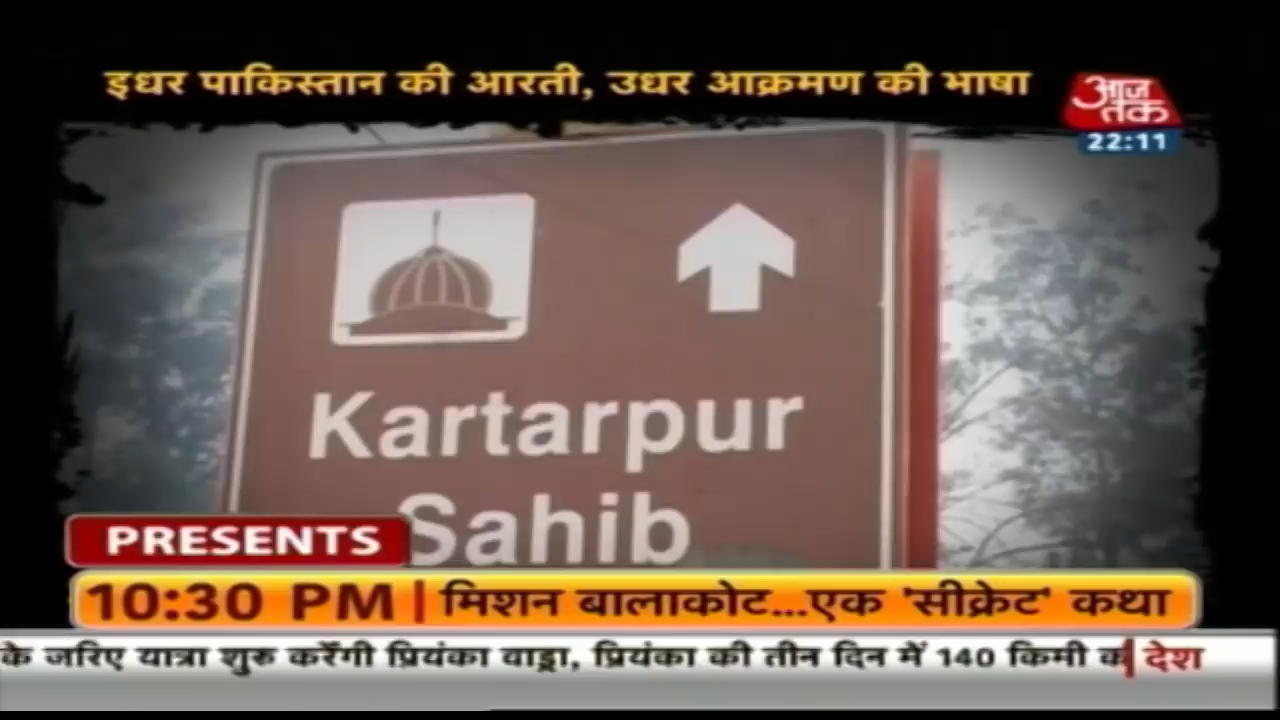 इधर पाकिस्तान की आरती, उधर आक्रमण की भाषा
आज तक
22:11
Kartarpur
Sahib
PRESENTS
10:30 PM | मिशन बालाकोट...एक 'सीक्रेट' कथा
के जरिए यात्रा शुरू करेंगी प्रियंका वाड्रा, प्रियंका की तीन दिन में 140 किमी
देश